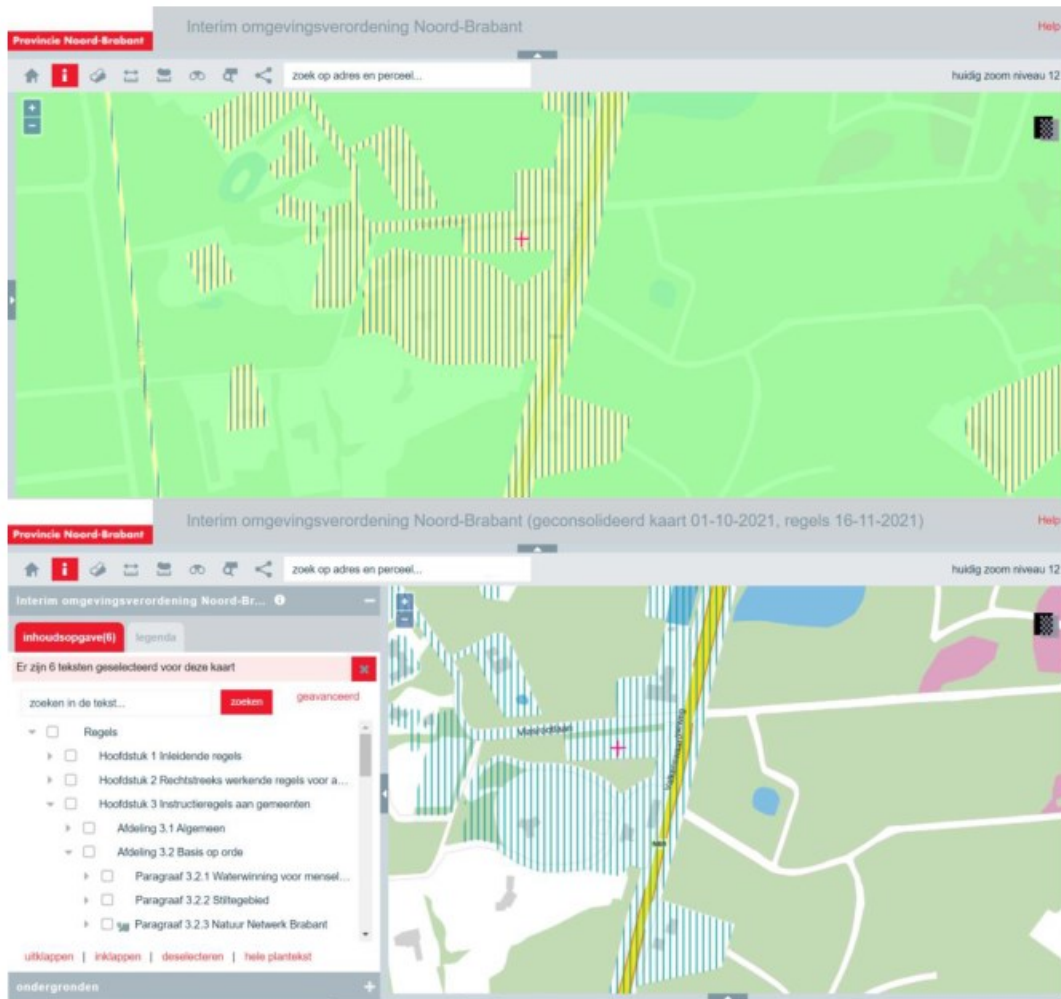 Interim omgevingsverordening Noord-Brabant
Help
Provincie Noord-Brabant
zoek op adres en perceel...
huidig zoom niveau 12
Interim omgevingsverordening Noord-Brabant (geconsolideerd kaart 01-10-2021, regels 16-11-2021)
Help
Provincie Noord-Brabant
zoek op adres en perceel...
huidig zoom niveau 12
Interim omgevingsverordening Noord-Br...
inhoudsopgave(6) legenda
Er zijn 6 teksten geselecteerd voor deze kaart
zoeken in de tekst... zoeken geavanceerd
Regels
Hoofdstuk 1 Inleidende regels
Hoofdstuk 2 Rechtstreeks werkende regels voor a...
Hoofdstuk 3 Instructieregels aan gemeenten
Afdeling 3.1 Algemeen
Afdeling 3.2 Basis op orde
Paragraaf 3.2.1 Waterwinning voor mensel...
Paragraaf 3.2.2 Stiltegebied
Paragraaf 3.2.3 Natuur Netwerk Brabant
uitklappen | inklappen | deselecteren | hele plantekst
ondergronden